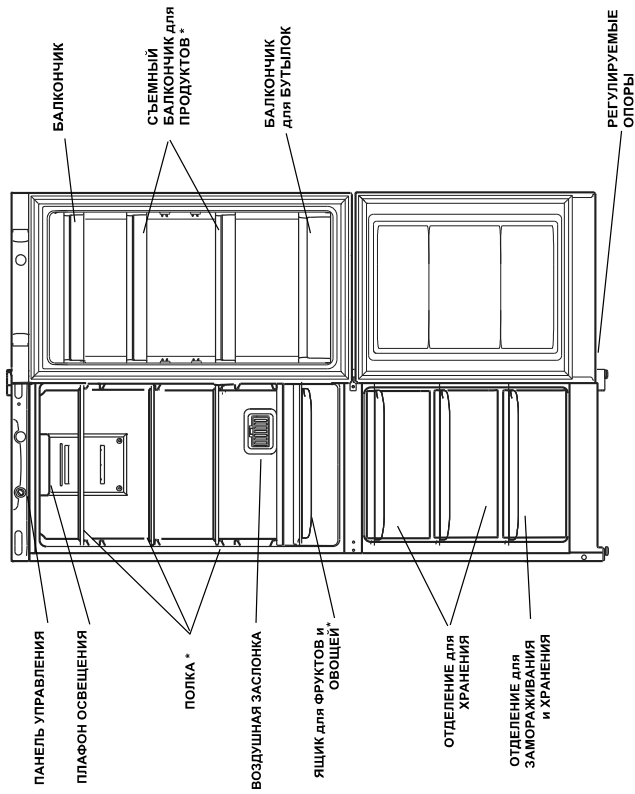 БАЛКОНЧИК
СЪЕМНЫЙ
БАЛКОНЧИК для
ПРОДУКТОВ *
БАЛКОНЧИК
для БУТЫЛОК
РЕГУЛИРУЕМЫЕ
ОПОРЫ
ПАНЕЛЬ УПРАВЛЕНИЯ
ПЛАФОН ОСВЕЩЕНИЯ
ПОЛКА *
ВОЗДУШНАЯ ЗАСЛОНКА
ЯЩИК для ФРУКТОВ и
ОВОЩЕЙ*
ОТДЕЛЕНИЕ для
ХРАНЕНИЯ
ОТДЕЛЕНИЕ для
ЗАМОРАЖИВАНИЯ
и ХРАНЕНИЯ